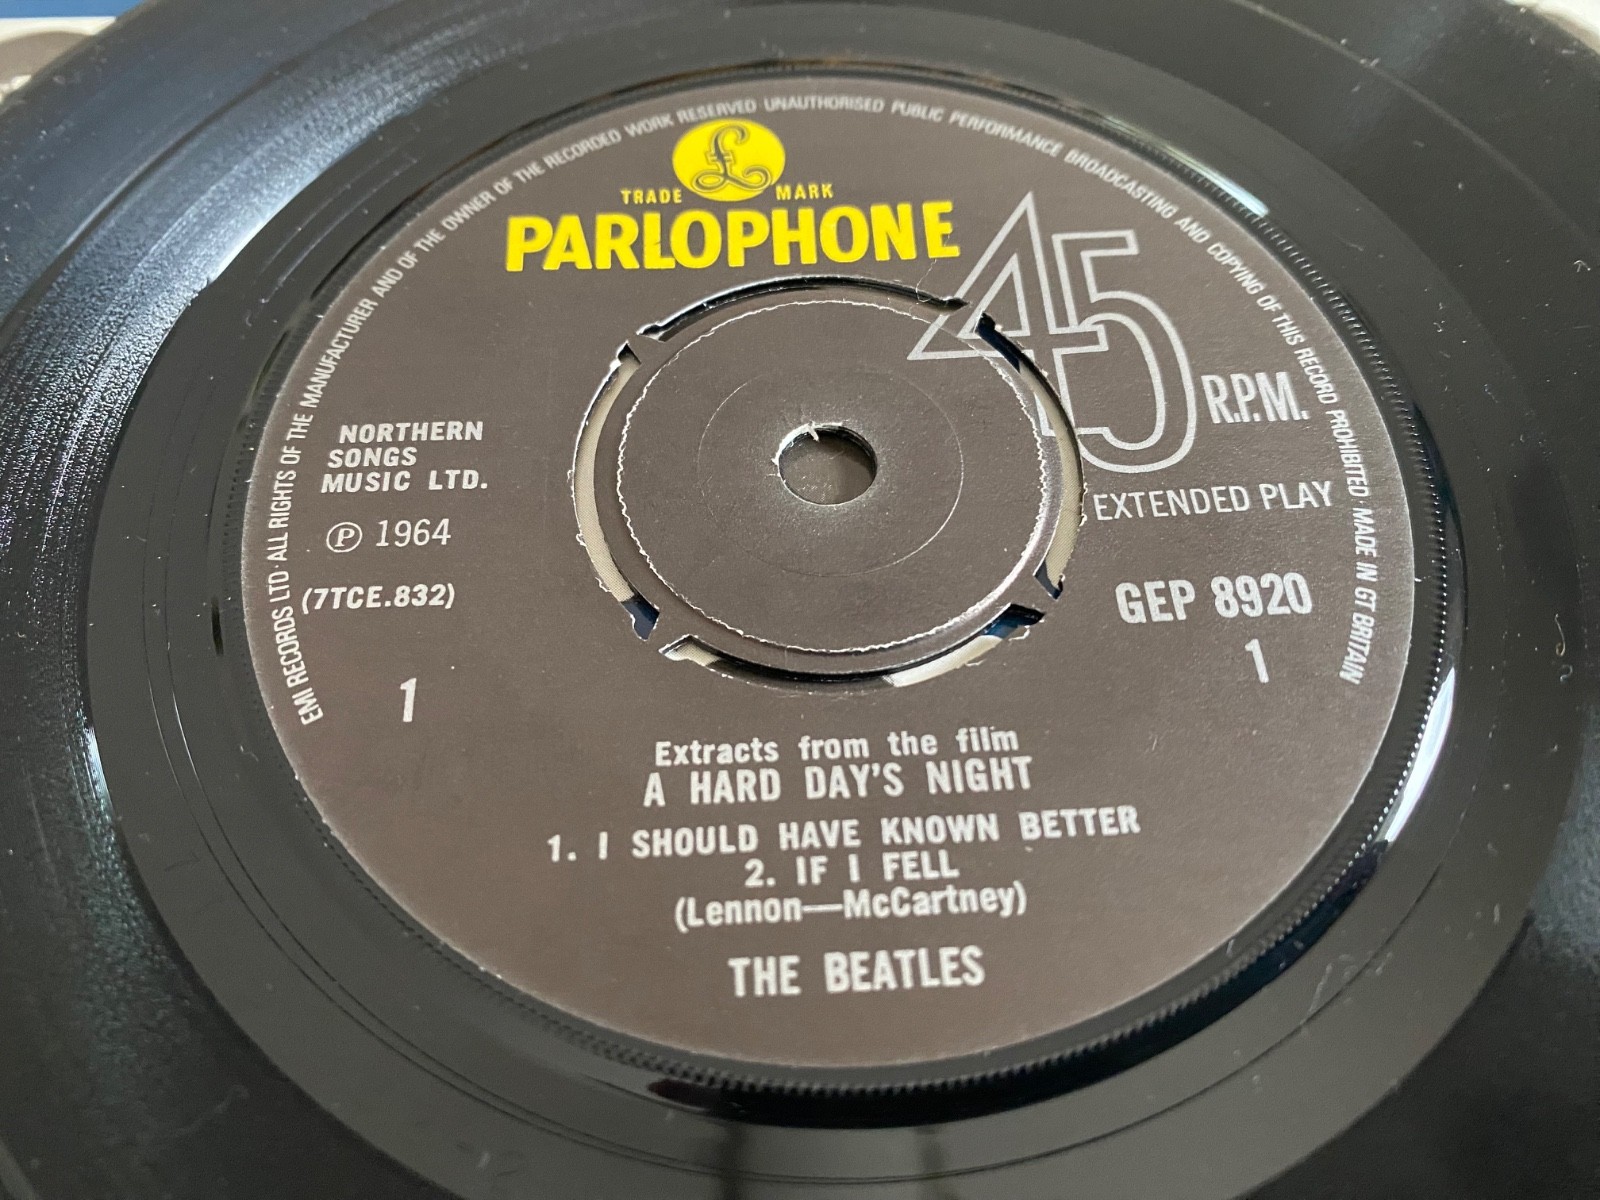 EMI RECORDS LTD · ALL RIGHTS OF THE MANUFACTURER AND OF THE OWNER OF THE RECORDED WORK RESERVED UNAUTHORISED PUBLIC PERFORMANCE BROADCASTING AND COPYING OF THIS RECORD PROHIBITED MADE IN GT BRITAIN
£
TRADE MARK
PARLOPHONE
45 R.P.M.
EXTENDED PLAY
NORTHERN
SONGS
MUSIC LTD.
℗ 1964
(7TCE.832)
1
GEP 8920
1
Extracts from the film
A HARD DAY'S NIGHT
1. I SHOULD HAVE KNOWN BETTER
2. IF I FELL
(Lennon—McCartney)
THE BEATLES